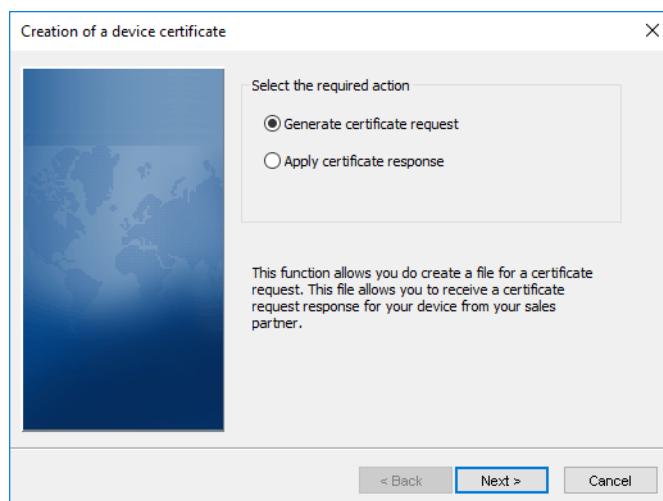 Creation of a device certificate
Select the required action
Generate certificate request
Apply certificate response
This function allows you do create a file for a certificate
request. This file allows you to receive a certificate
request response for your device from your sales
partner.
< Back
Next >
Cancel